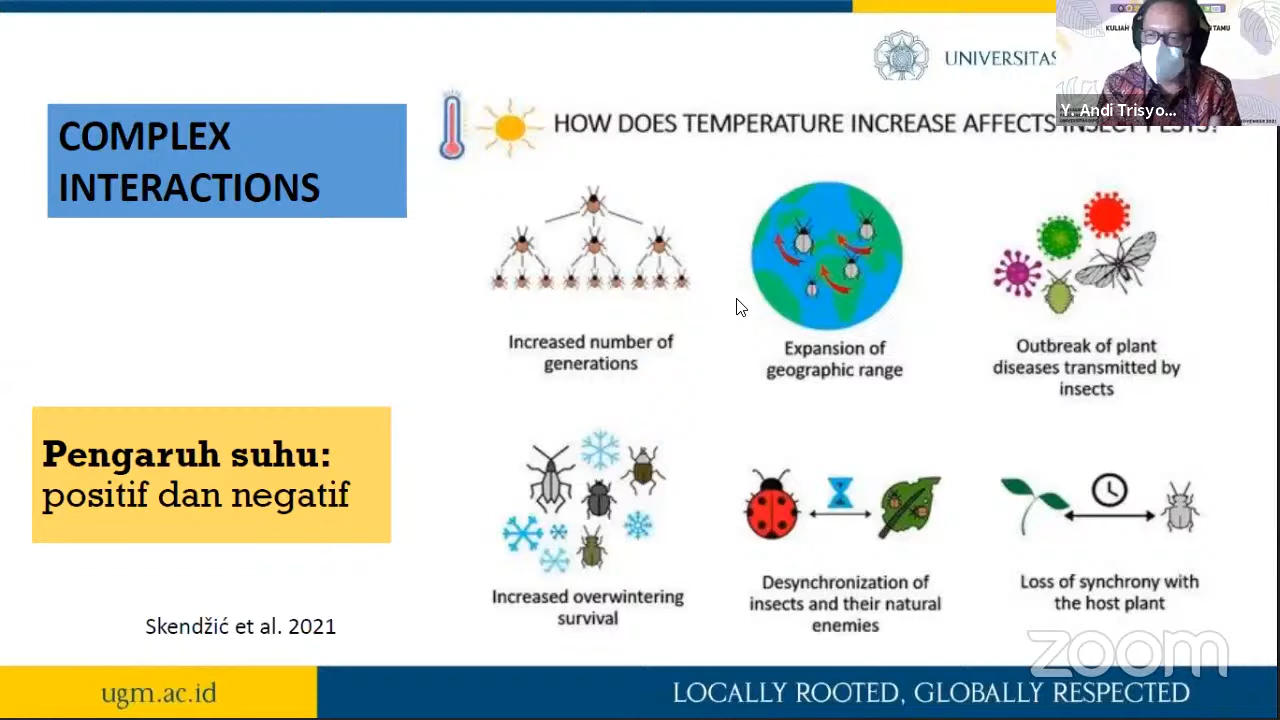 UNIVERSITAS
KULIAH
TAMU
Y. Andi Trisyo...
COMPLEX
INTERACTIONS
HOW DOES TEMPERATURE INCREASE AFFECTS INSECT PESTS?
Increased number of
generations
Expansion of
geographic range
Outbreak of plant
diseases transmitted by
insects
Pengaruh suhu:
positif dan negatif
Increased overwintering
survival
Desynchronization of
insects and their natural
enemies
Loss of synchrony with
the host plant
Skendžić et al. 2021
zoom
ugm.ac.id
LOCALLY ROOTED, GLOBALLY RESPECTED